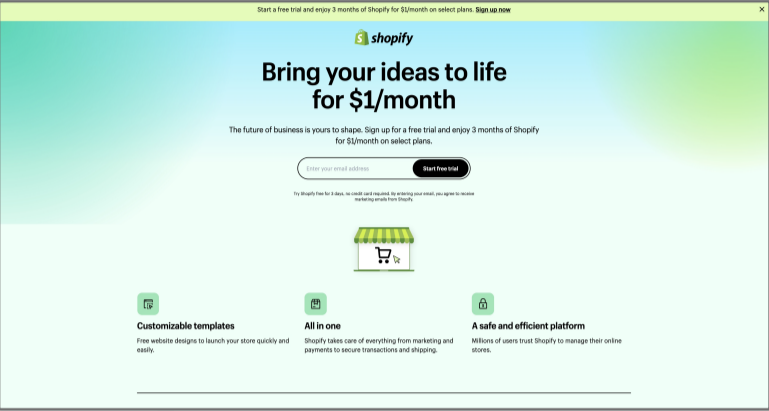 Start a free trial and enjoy 3 months of Shopify for $1/month on select plans. Sign up now
shopify
Bring your ideas to life
for $1/month
The future of business is yours to shape. Sign up for a free trial and enjoy 3 months of Shopify
for $1/month on select plans.
Enter your email address
Start free trial
Try Shopify free for 3 days, no credit card required. By entering your email, you agree to receive
marketing emails from Shopify.
Customizable templates
Free website designs to launch your store quickly and
easily.
All in one
Shopify takes care of everything from marketing and
payments to secure transactions and shipping.
A safe and efficient platform
Millions of users trust Shopify to manage their online
stores.